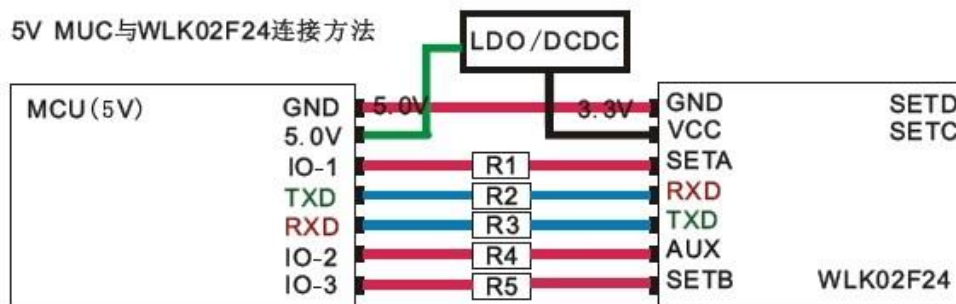 5V MUC与WLK02F24连接方法
LDO/DCDC
MCU(5V)
GND
5.0V
IO-1
TXD
RXD
IO-2
IO-3
5.0V
3.3V
R1
R2
R3
R4
R5
GND
VCC
SETA
RXD
TXD
AUX
SETB
SETD
SETC
WLK02F24